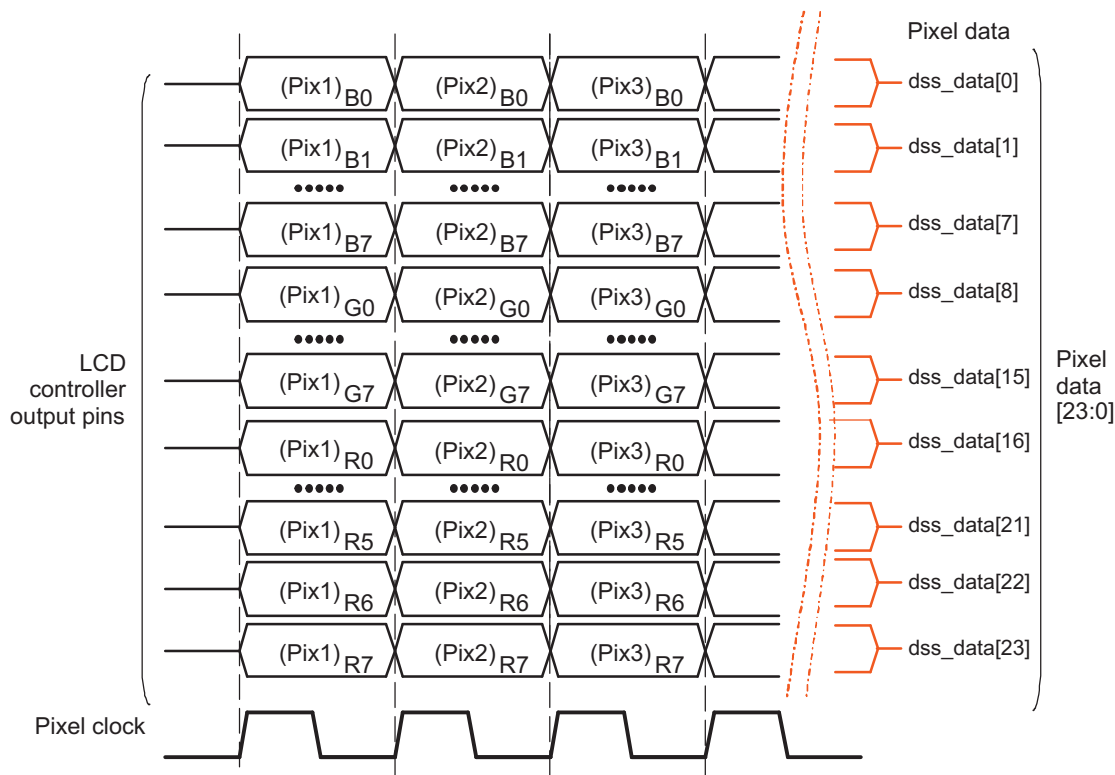 Pixel data
(Pix1)B0 (Pix2)B0 (Pix3)B0 dss_data[0]
(Pix1)B1 (Pix2)B1 (Pix3)B1 dss_data[1]
(Pix1)B7 (Pix2)B7 (Pix3)B7 dss_data[7]
(Pix1)G0 (Pix2)G0 (Pix3)G0 dss_data[8]
LCD
controller
output pins
(Pix1)G7 (Pix2)G7 (Pix3)G7 dss_data[15]
Pixel
data
[23:0]
(Pix1)R0 (Pix2)R0 (Pix3)R0 dss_data[16]
(Pix1)R5 (Pix2)R5 (Pix3)R5 dss_data[21]
(Pix1)R6 (Pix2)R6 (Pix3)R6 dss_data[22]
(Pix1)R7 (Pix2)R7 (Pix3)R7 dss_data[23]
Pixel clock